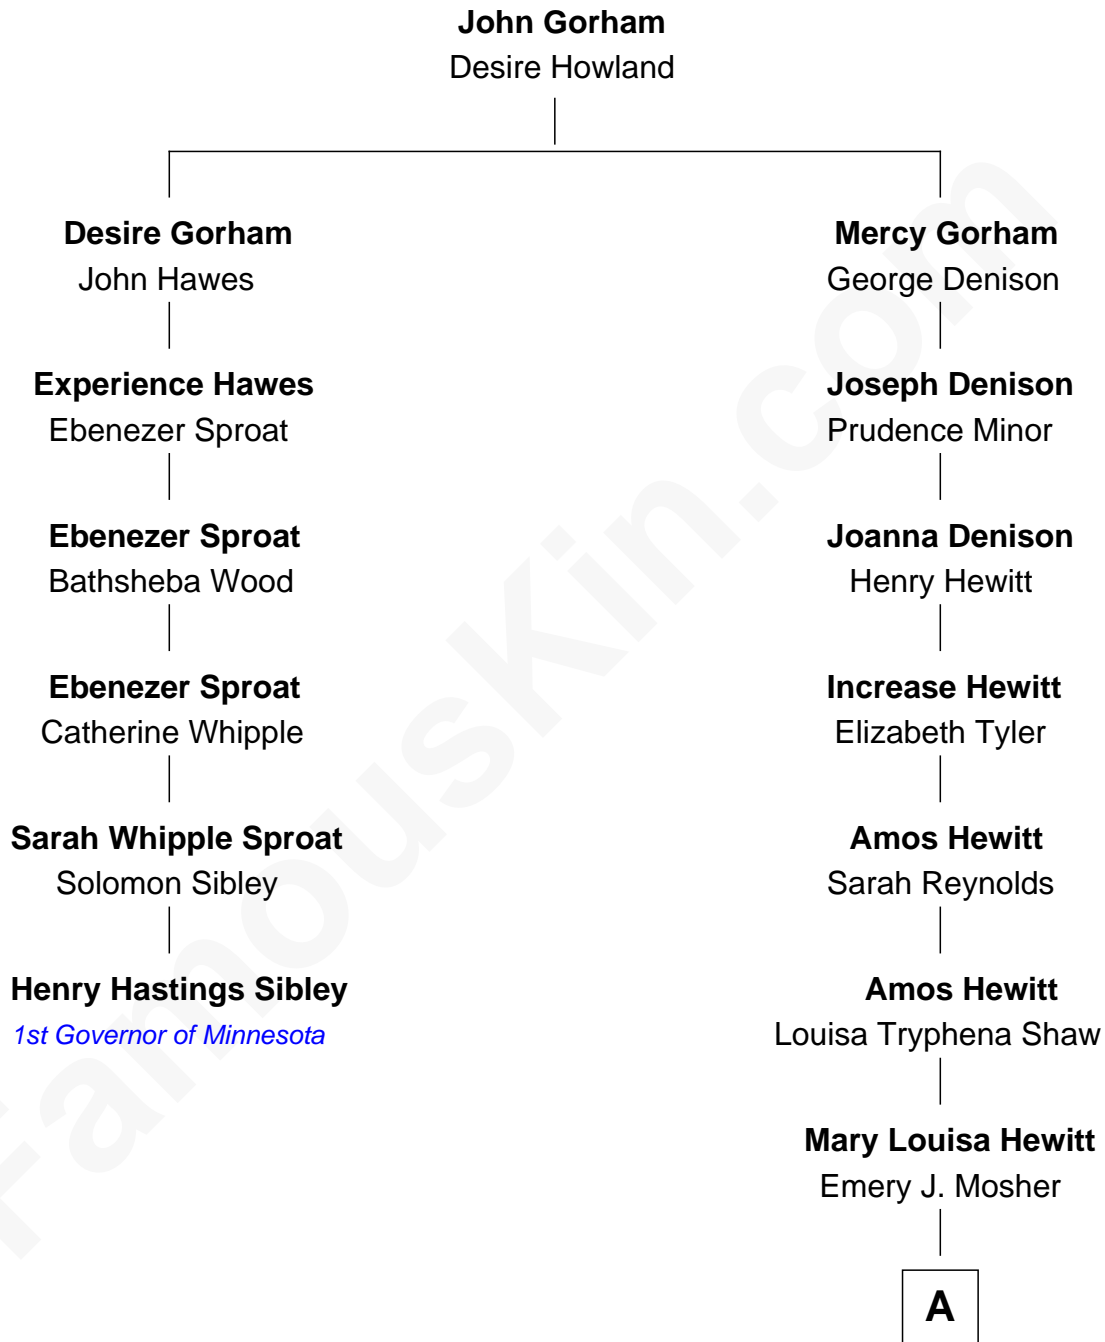 John Gorham
Desire Howland
Desire Gorham
John Hawes
Experience Hawes
Ebenezer Sproat
Ebenezer Sproat
Bathsheba Wood
Ebenezer Sproat
Catherine Whipple
Sarah Whipple Sproat
Solomon Sibley
Henry Hastings Sibley
1st Governor of Minnesota
Mercy Gorham
George Denison
Joseph Denison
Prudence Minor
Joanna Denison
Henry Hewitt
Increase Hewitt
Elizabeth Tyler
Amos Hewitt
Sarah Reynolds
Amos Hewitt
Louisa Tryphena Shaw
Mary Louisa Hewitt
Emery J. Mosher
A
FamousKin.com